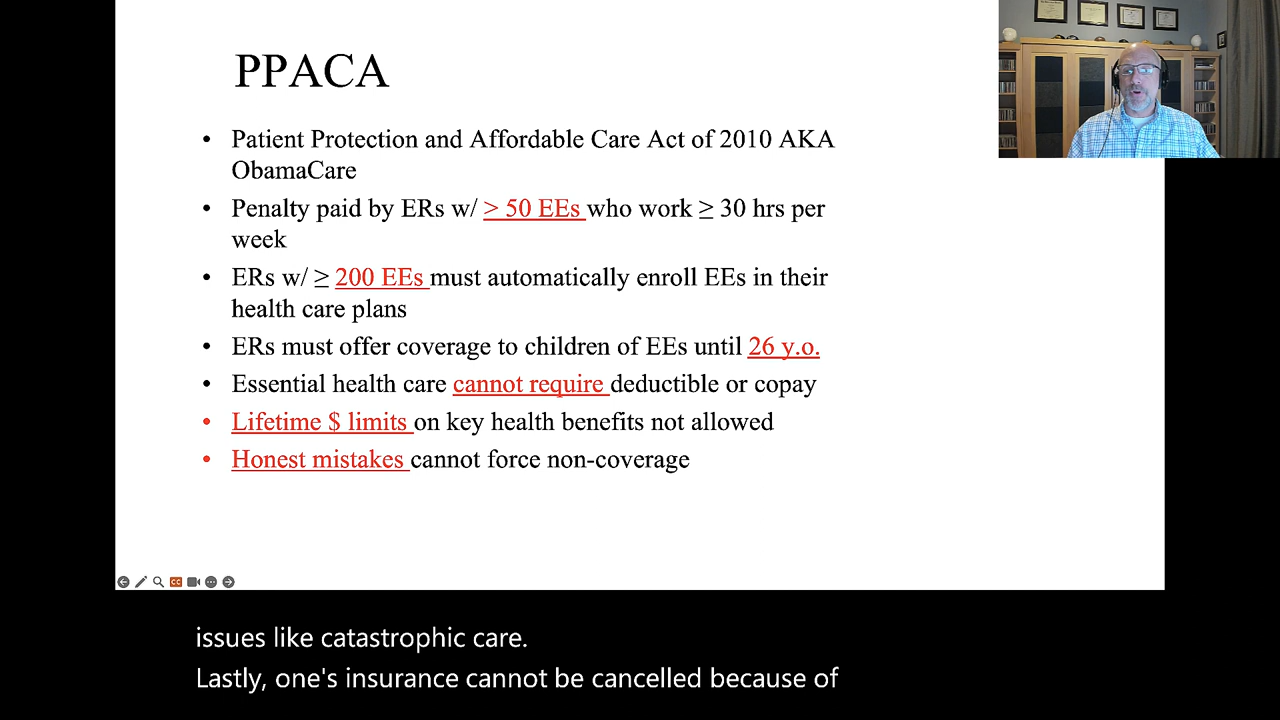 PPACA
• Patient Protection and Affordable Care Act of 2010 AKA
ObamaCare
• Penalty paid by ERs w/ > 50 EEs who work ≥ 30 hrs per
week
• ERs w/ ≥ 200 EEs must automatically enroll EEs in their
health care plans
• ERs must offer coverage to children of EEs until 26 y.o.
• Essential health care cannot require deductible or copay
• Lifetime $ limits on key health benefits not allowed
• Honest mistakes cannot force non-coverage
CC
issues like catastrophic care.
Lastly, one's insurance cannot be cancelled because of